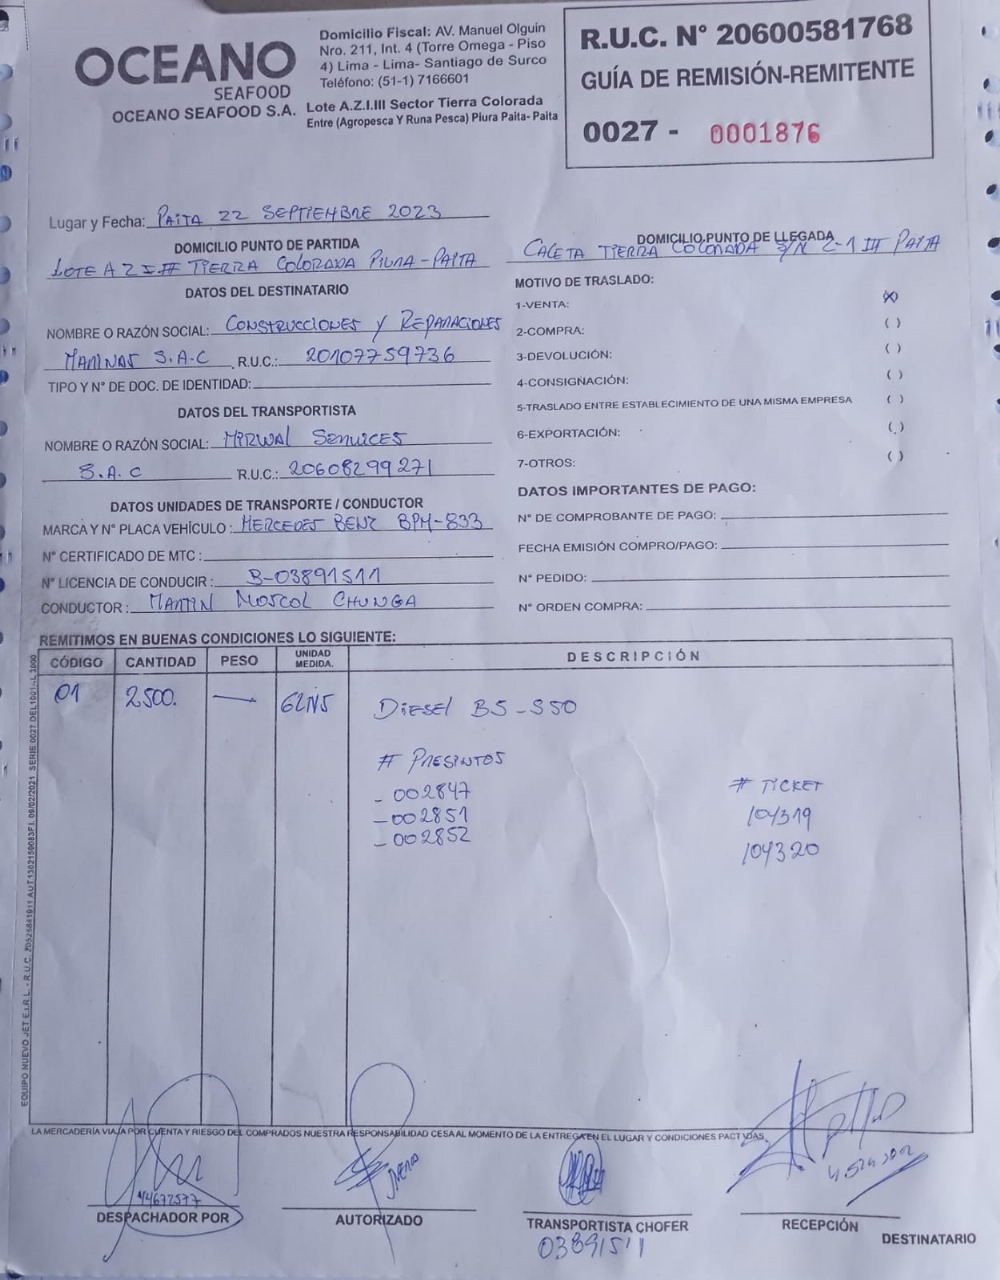 OCEANO
SEAFOOD
OCEANO SEAFOOD S.A.
Domicilio Fiscal: AV. Manuel Olguin
Nro. 211, Int. 4 (Torre Omega - Piso
4) Lima - Lima- Santiago de Surco
Teléfono: (51-1) 7166601
Lote A.Z.I.III Sector Tierra Colorada
Entre (Agropesca Y Runa Pesca) Piura Paita- Paita
R.U.C. N° 20600581768
GUÍA DE REMISIÓN-REMITENTE
0027 - 0001876
Lugar y Fecha: PAITA 22 SEPTIEMBRE 2023
DOMICILIO PUNTO DE PARTIDA
LOTE A Z I # TIERRA COLORADA PIURA-PAITA
DOMICILIO PUNTO DE LLEGADA
CALETA TIERRA COLORADA S/N Z-1 III PAITA
DATOS DEL DESTINATARIO
NOMBRE O RAZÓN SOCIAL: CONSTRUCCIONES Y REPARACIONES
MARINAS S.A.C R.U.C.: 20107759736
TIPO Y N° DE DOC. DE IDENTIDAD:
DATOS DEL TRANSPORTISTA
NOMBRE O RAZÓN SOCIAL: MIRWAL SERVICES
S.A.C R.U.C.: 20608299271
DATOS UNIDADES DE TRANSPORTE / CONDUCTOR
MARCA Y N° PLACA VEHÍCULO: MERCEDES BENZ BPM-833
N° CERTIFICADO DE MTC:
N° LICENCIA DE CONDUCIR: B-03891511
CONDUCTOR: MARTIN MOSCOL CHUNGA
MOTIVO DE TRASLADO:
1-VENTA: (X)
2-COMPRA: ( )
3-DEVOLUCIÓN: ( )
4-CONSIGNACIÓN: ( )
5-TRASLADO ENTRE ESTABLECIMIENTO DE UNA MISMA EMPRESA ( )
6-EXPORTACIÓN: ( )
7-OTROS: ( )
DATOS IMPORTANTES DE PAGO:
N° DE COMPROBANTE DE PAGO:
FECHA EMISIÓN COMPRO/PAGO:
N° PEDIDO:
N° ORDEN COMPRA:
REMITIMOS EN BUENAS CONDICIONES LO SIGUIENTE:
CÓDIGO CANTIDAD PESO UNIDAD MEDIDA. DESCRIPCIÓN
01 2500. — GLNS DIESEL B5-S50
# PRESINTOS
- 002847
- 002851
- 002852
# TICKET
104319
104320
LA MERCADERÍA VIAJA POR CUENTA Y RIESGO DEL COMPRADOS NUESTRA RESPONSABILIDAD CESA AL MOMENTO DE LA ENTREGA EN EL LUGAR Y CONDICIONES PACTADAS.
44672577
DESPACHADOR POR
AUTORIZADO
TRANSPORTISTA CHOFER
03891511
RECEPCIÓN
DESTINATARIO